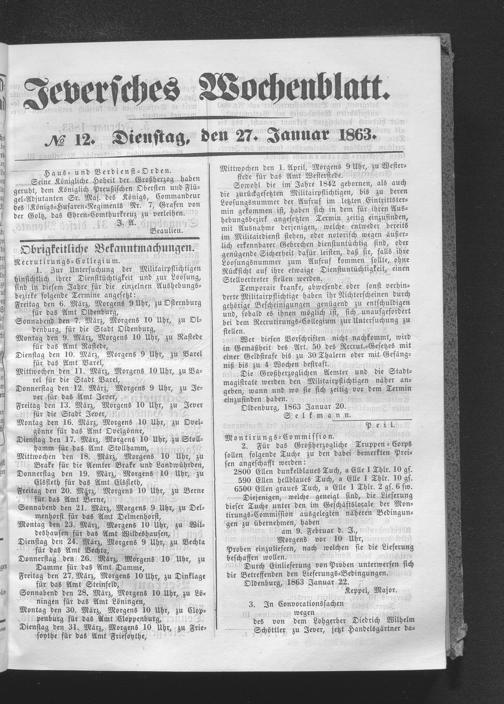 Jeversches Wochenblatt.
№ 12. Dienstag, den 27. Januar 1863.
Haus- und Verdienst-Orden.
Seine Königliche Hoheit der Großherzog haben
geruht, dem Königlich Preußischen Obersten und Flü-
gel-Adjutanten Sr. Maj. des Königs, Commandeur
des Königs-Husaren-Regiments Nr. 7, Grafen von
der Goltz, das Ehren-Comthurkreuz zu verleihen.
J. A.
Beaulieu.
Obrigkeitliche Bekanntmachungen.
Recrutirungs-Collegium.
1. Zur Untersuchung der Militairpflichtigen
hinsichtlich ihrer Diensttüchtigkeit und zur Loosung,
sind in diesem Jahre für die einzelnen Aushebungs-
bezirke folgende Termine angesetzt:
Freitag den 6. März, Morgens 9 Uhr, zu Osternburg
für das Amt Oldenburg,
Sonnabend den 7. März, Morgens 10 Uhr, zu Ol-
denburg, für die Stadt Oldenburg,
Montag den 9. März, Morgens 10 Uhr, zu Rastede
für das Amt Rastede,
Dienstag den 10. März, Morgens 9 Uhr, zu Varel
für das Amt Varel,
Mittwochen den 11. März, Morgens 10 Uhr, zu Va-
rel für die Stadt Varel,
Donnerstag den 12. März, Morgens 9 Uhr, zu Je-
ver für das Amt Jever,
Freitag den 13. März, Morgens 10 Uhr, zu Jever
für die Stadt Jever,
Montag den 16. März, Morgens 10 Uhr, zu Ovel-
gönne für das Amt Ovelgönne,
Dienstag den 17. März, Morgens 10 Uhr, zu Stoll-
hamm für das Amt Stollhamm,
Mittwochen den 18. März, Morgens 10 Uhr, zu
Brake für die Aemter Brake und Landwührden,
Donnerstag den 19. März, Morgens 10 Uhr, zu
Elsfleth für das Amt Elsfleth,
Freitag den 20. März, Morgens 10 Uhr, zu Berne
für das Amt Berne,
Sonnabend den 21. März, Morgens 9 Uhr, zu Del-
menhorst für das Amt Delmenhorst,
Montag den 23. März, Morgens 10 Uhr, zu Wil-
deshausen für das Amt Wildeshausen,
Dienstag den 24. März, Morgens 9 Uhr, zu Vechta
für das Amt Vechta,
Donnerstag den 26. März, Morgens 10 Uhr, zu
Damme für das Amt Damme,
Freitag den 27. März, Morgens 10 Uhr, zu Dinklage
für das Amt Steinfeld,
Sonnabend den 28. März, Morgens 10 Uhr, zu Lö-
ningen für das Amt Löningen,
Montag den 30. März, Morgens 10 Uhr, zu Clop-
penburg für das Amt Cloppenburg,
Dienstag den 31. März, Morgens 10 Uhr, zu Frie-
soythe für das Amt Friesoythe,
Mittwochen den 1. April, Morgens 9 Uhr, zu Wester-
stede für das Amt Westerstede.
Sowohl die im Jahre 1842 gebornen, als auch
die zurückgesetzten Militairpflichtigen, bis zu deren
Loosungsnummer der Aufruf im letzten Eintrittster-
min gekommen ist, haben sich in dem für ihren Aus-
hebungsbezirk angesetzten Termin zeitig einzufinden,
mit Ausnahme derjenigen, welche entweder bereits
im Militairdienst stehen, oder notorisch wegen äußer-
lich erkennbarer Gebrechen dienstuntüchtig sind, oder
genügende Sicherheit dafür stellen, daß sie, falls ihre
Loosungsnummer zum Ausruf kommen sollte, ohne
Rücksicht auf ihre etwaige Dienstuntüchtigkeit, einen
Stellvertreter stellen werden.
Temporair kranke, abwesende oder sonst verhin-
derte Militairpflichtige haben ihr Nichterscheinen durch
gehörige Bescheinigung genügend zu entschuldigen
und, sobald es ihnen möglich ist, sich unaufgefordert
bei dem Recrutirungs-Collegium zur Untersuchung zu
stellen.
Wer diesen Vorschriften nicht nachkommt, wird
in Gemäßheit des Art. 50 des Recrut.-Gesetzes mit
einer Geldstrafe bis zu 30 Thalern oder mit Gefäng-
niß bis zu 4 Wochen bestraft.
Die Großherzoglichen Aemter und die Stadt-
magistrate werden den Militairpflichtigen näher an-
geben, wann und wo sie sich zeitig vor dem Termin
einzufinden haben.
Oldenburg, 1863 Januar 20.
Selkmann.
Mantirungs-Commission.
2. Für das Großherzogliche Truppen-Corps
sollen folgende Tuche zu den dabei bemerkten Prei-
sen angeschafft werden:
2800 Ellen dunkelblaues Tuch, a Elle 1 Thlr. 10 gf.
590 Ellen hellblaues Tuch, a Elle 1 Thlr. 10 gf.
6500 Ellen graues Tuch, a Elle 1 Thlr. 2 gf. 6 sw.
Diejenigen, welche geneigt sind, die Lieferung
dieser Tuche unter den im Geschäftslocale der Mon-
tirungs-Commission ausgelegten näheren Bedingun-
gen zu übernehmen, haben
am 9. Februar d. J.,
Morgens vor 10 Uhr,
Proben einzuliefern, nach welchen sie die Lieferung
beschaffen wollen.
Durch Einlieferung von Proben unterwerfen sich
die Betreffenden den Lieferungs-Bedingungen.
Oldenburg, 1863 Januar 22.
Keppel, Major.
3. In Convocationssachen
wegen
des von dem Lohgerber Diedrich Wilhelm
Schöttler zu Jever, jetzt Handelsgärtner da-